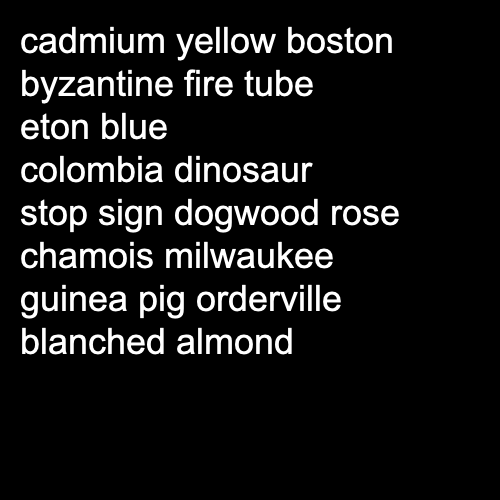 cadmium yellow boston
byzantine fire tube
eton blue
colombia dinosaur
stop sign dogwood rose
chamois milwaukee
guinea pig orderville
blanched almond